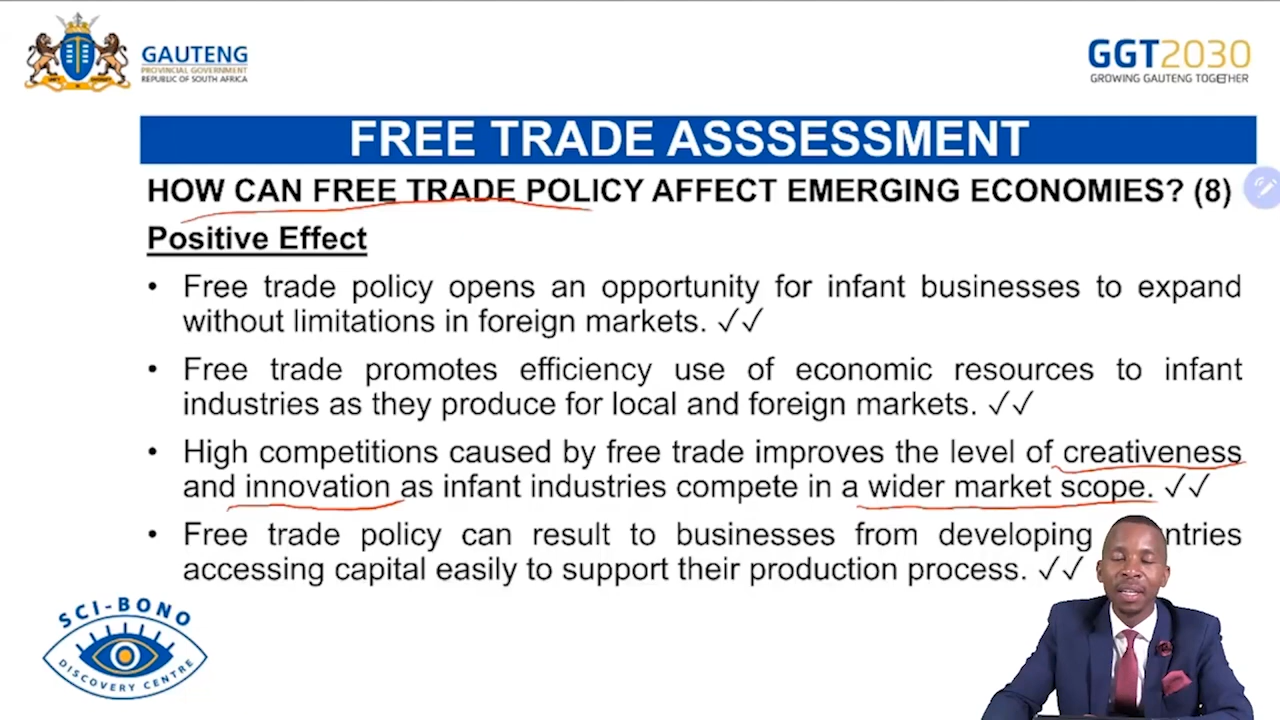 GAUTENG
PROVINCIAL GOVERNMENT
REPUBLIC OF SOUTH AFRICA
GGT2030
GROWING GAUTENG TOGETHER
FREE TRADE ASSSESSMENT
HOW CAN FREE TRADE POLICY AFFECT EMERGING ECONOMIES? (8)
Positive Effect
• Free trade policy opens an opportunity for infant businesses to expand
without limitations in foreign markets. ✓✓
• Free trade promotes efficiency use of economic resources to infant
industries as they produce for local and foreign markets. ✓✓
• High competitions caused by free trade improves the level of creativeness
and innovation as infant industries compete in a wider market scope. ✓✓
• Free trade policy can result to businesses from developing
accessing capital easily to support their production process. ✓✓
SCI-BONO
DISCOVERY CENTRE